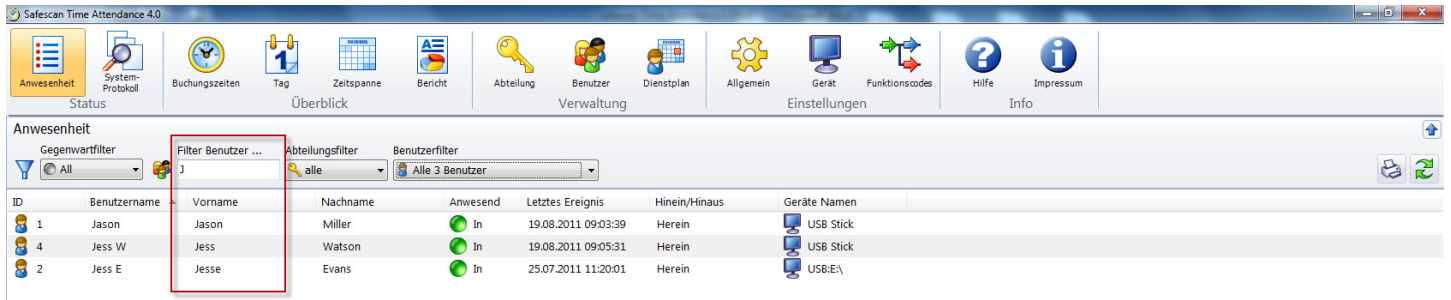 Safescan Time Attendance 4.0
Anwesenheit System-Protokoll Buchungszeiten Tag Zeitspanne Bericht Abteilung Benutzer Dienstplan Allgemein Gerät Funktionscodes Hilfe Impressum
Status Überblick Verwaltung Einstellungen Info
Anwesenheit
Gegenwartfilter Filter Benutzer ... Abteilungsfilter Benutzerfilter
All J alle Alle 3 Benutzer
ID Benutzername Vorname Nachname Anwesend Letztes Ereignis Hinein/Hinaus Geräte Namen
1 Jason Jason Miller In 19.08.2011 09:03:39 Herein USB Stick
4 Jess W Jess Watson In 19.08.2011 09:05:31 Herein USB Stick
2 Jess E Jesse Evans In 25.07.2011 11:20:01 Herein USB:E:\